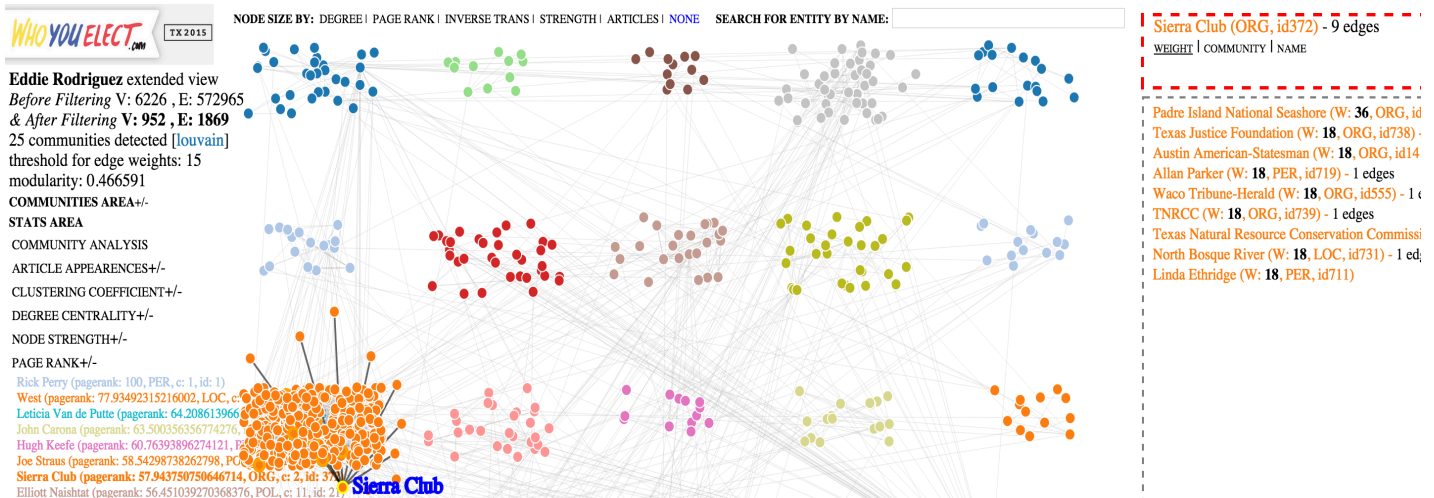 WHOYOUELECT.com
TX 2015
NODE SIZE BY: DEGREE | PAGE RANK | INVERSE TRANS | STRENGTH | ARTICLES | NONE SEARCH FOR ENTITY BY NAME:
Eddie Rodriguez extended view
Before Filtering V: 6226 , E: 572965
& After Filtering V: 952 , E: 1869
25 communities detected [louvain]
threshold for edge weights: 15
modularity: 0.466591
COMMUNITIES AREA+/-
STATS AREA
COMMUNITY ANALYSIS
ARTICLE APPEARENCES+/-
CLUSTERING COEFFICIENT+/-
DEGREE CENTRALITY+/-
NODE STRENGTH+/-
PAGE RANK+/-
Rick Perry (pagerank: 100, PER, c: 1, id: 1)
West (pagerank: 77.93492315216002, LOC, c:
Leticia Van de Putte (pagerank: 64.208613966
John Carona (pagerank: 63.500356356774276,
Hugh Keefe (pagerank: 60.76393896274121, P
Joe Straus (pagerank: 58.54298738262798, PO
Sierra Club (pagerank: 57.943750750646714, ORG, c: 2, id: 37
Elliott Naishtat (pagerank: 56.451039270368376, POL, c: 11, id: 21)
Sierra Club
Sierra Club (ORG, id372) - 9 edges
WEIGHT | COMMUNITY | NAME
Padre Island National Seashore (W: 36, ORG, id
Texas Justice Foundation (W: 18, ORG, id738) -
Austin American-Statesman (W: 18, ORG, id14
Allan Parker (W: 18, PER, id719) - 1 edges
Waco Tribune-Herald (W: 18, ORG, id555) - 1 e
TNRCC (W: 18, ORG, id739) - 1 edges
Texas Natural Resource Conservation Commissi
North Bosque River (W: 18, LOC, id731) - 1 edg
Linda Ethridge (W: 18, PER, id711)